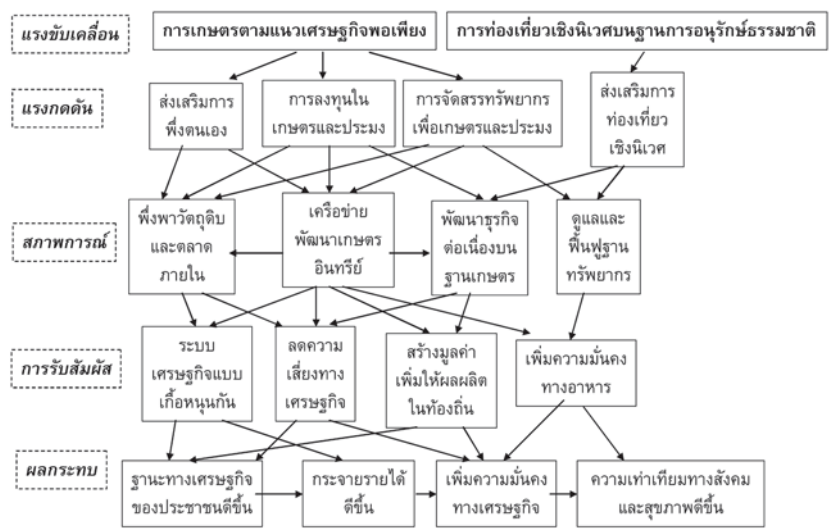 แรงขับเคลื่อน
การเกษตรตามแนวเศรษฐกิจพอเพียง
การท่องเที่ยวเชิงนิเวศบนฐานการอนุรักษ์ธรรมชาติ
แรงกดดัน
ส่งเสริมการ
พึ่งตนเอง
การลงทุนใน
เกษตรและประมง
การจัดสรรทรัพยากร
เพื่อเกษตรและประมง
ส่งเสริมการ
ท่องเที่ยว
เชิงนิเวศ
สภาพการณ์
พึ่งพาวัตถุดิบ
และตลาด
ภายใน
เครือข่าย
พัฒนาเกษตร
อินทรีย์
พัฒนาธุรกิจ
ต่อเนื่องบน
ฐานเกษตร
ดูแลและ
ฟื้นฟูฐาน
ทรัพยากร
การรับสัมผัส
ระบบ
เศรษฐกิจแบบ
เกื้อหนุนกัน
ลดความ
เสี่ยงทาง
เศรษฐกิจ
สร้างมูลค่า
เพิ่มให้ผลผลิต
ในท้องถิ่น
เพิ่มความมั่นคง
ทางอาหาร
ผลกระทบ
ฐานะทางเศรษฐกิจ
ของประชาชนดีขึ้น
กระจายรายได้
ดีขึ้น
เพิ่มความมั่นคง
ทางเศรษฐกิจ
ความเท่าเทียมทางสังคม
และสุขภาพดีขึ้น